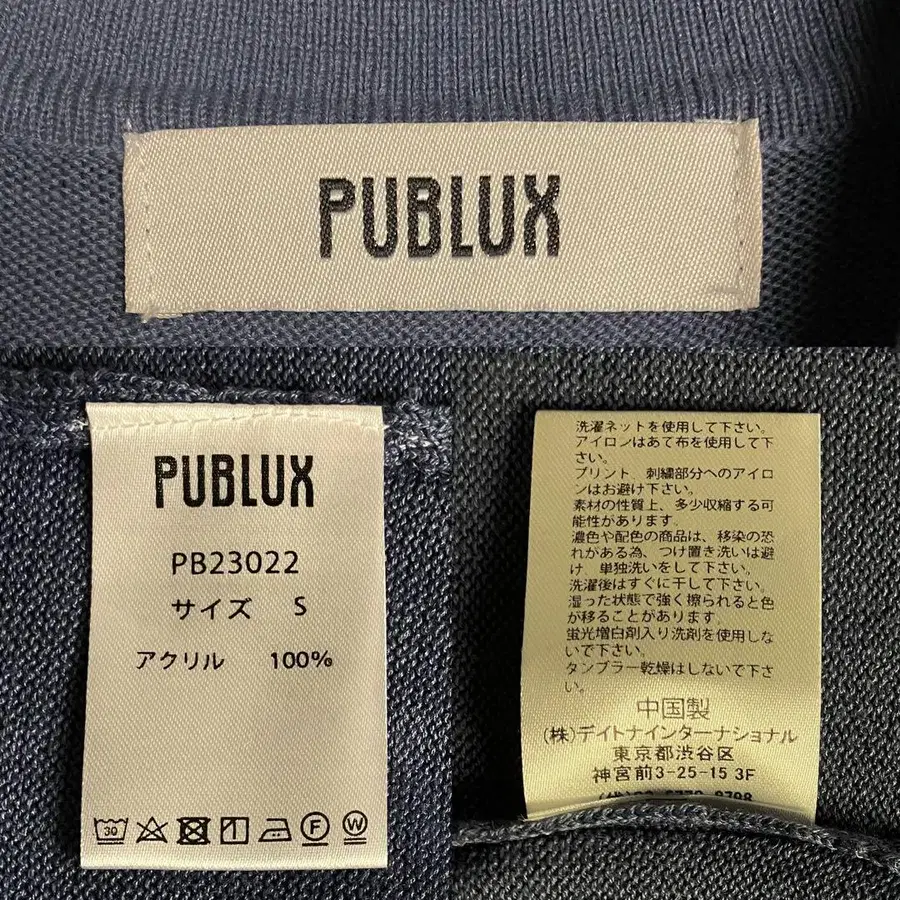 PUBLUX
PUBLUX
PB23022
サイズ S
アクリル 100%
30
F
W
洗濯ネットを使用して下さい。
アイロンはあて布を使用して下
さい。
プリント、刺繍部分へのアイロ
ンはお避け下さい。
素材の性質上、多少収縮する可
能性があります。
濃色や配色の商品は、移染の恐
れがある為、つけ置き洗いは避
け、単独洗いをして下さい。
洗濯後はすぐに干して下さい。
湿った状態で強く擦られると色
が移ることがあります。
蛍光増白剤入り洗剤を使用しな
いで下さい。
タンブラー乾燥はしないで下さ
い。
中国製
(株)デイトナインターナショナル
東京都渋谷区
神宮前3-25-15 3F